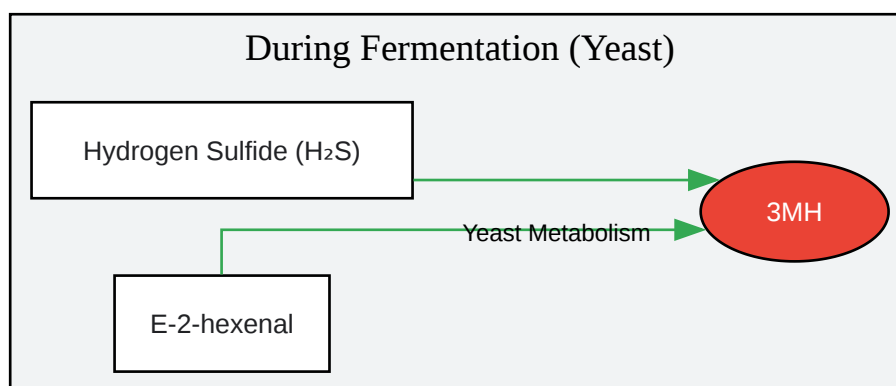 During Fermentation (Yeast)
Hydrogen Sulfide (H₂S)
3MH
Yeast Metabolism
E-2-hexenal